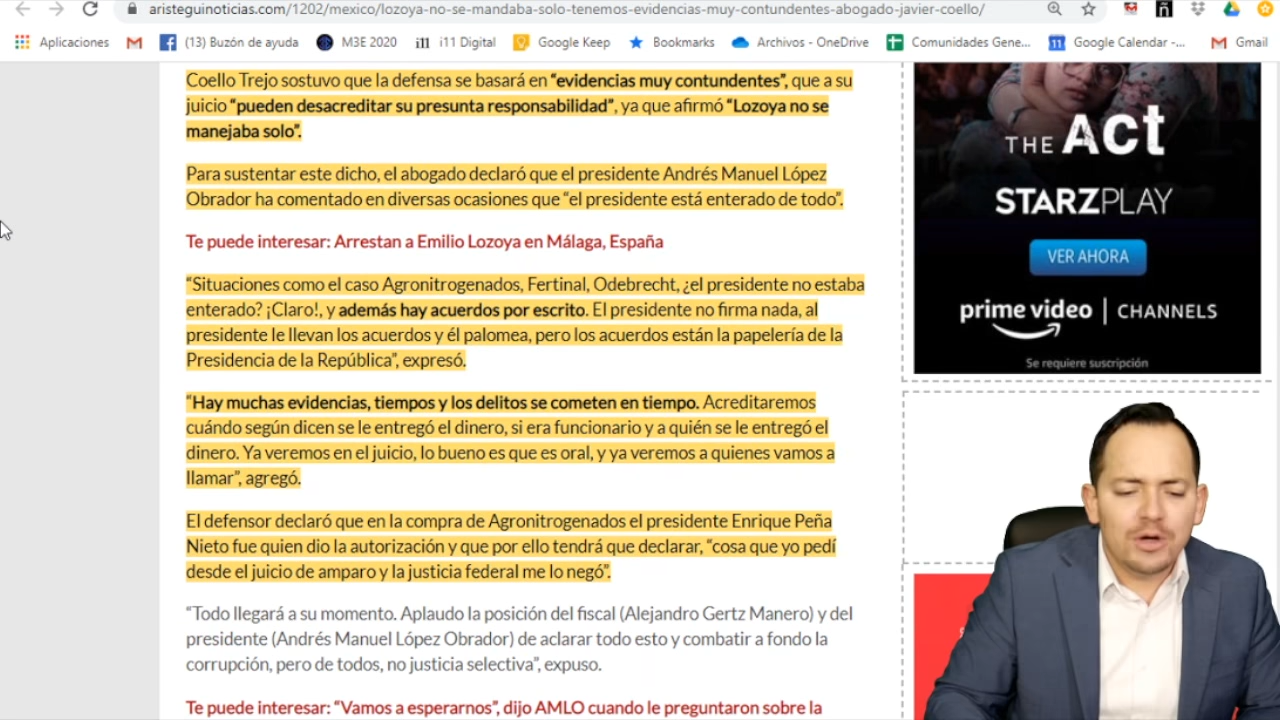 aristeguinoticias.com/1202/mexico/lozoya-no-se-mandaba-solo-tenemos-evidencias-muy-contundentes-abogado-javier-coello/
Aplicaciones (13) Buzón de ayuda M3E 2020 i11 i11 Digital Google Keep Bookmarks Archivos - OneDrive Comunidades Gene... 11 Google Calendar -... Gmail
Coello Trejo sostuvo que la defensa se basará en “evidencias muy contundentes”, que a su
juicio “pueden desacreditar su presunta responsabilidad”, ya que afirmó “Lozoya no se
manejaba solo”.
Para sustentar este dicho, el abogado declaró que el presidente Andrés Manuel López
Obrador ha comentado en diversas ocasiones que “el presidente está enterado de todo”.
Te puede interesar: Arrestan a Emilio Lozoya en Málaga, España
“Situaciones como el caso Agronitrogenados, Fertinal, Odebrecht, ¿el presidente no estaba
enterado? ¡Claro!, y además hay acuerdos por escrito. El presidente no firma nada, al
presidente le llevan los acuerdos y él palomea, pero los acuerdos están la papelería de la
Presidencia de la República”, expresó.
“Hay muchas evidencias, tiempos y los delitos se cometen en tiempo. Acreditaremos
cuándo según dicen se le entregó el dinero, si era funcionario y a quién se le entregó el
dinero. Ya veremos en el juicio, lo bueno es que es oral, y ya veremos a quienes vamos a
llamar”, agregó.
El defensor declaró que en la compra de Agronitrogenados el presidente Enrique Peña
Nieto fue quien dio la autorización y que por ello tendrá que declarar, “cosa que yo pedí
desde el juicio de amparo y la justicia federal me lo negó”.
“Todo llegará a su momento. Aplaudo la posición del fiscal (Alejandro Gertz Manero) y del
presidente (Andrés Manuel López Obrador) de aclarar todo esto y combatir a fondo la
corrupción, pero de todos, no justicia selectiva”, expuso.
Te puede interesar: “Vamos a esperarnos”, dijo AMLO cuando le preguntaron sobre la
THE ACT
STARZPLAY
VER AHORA
prime video | CHANNELS
Se requiere suscripción